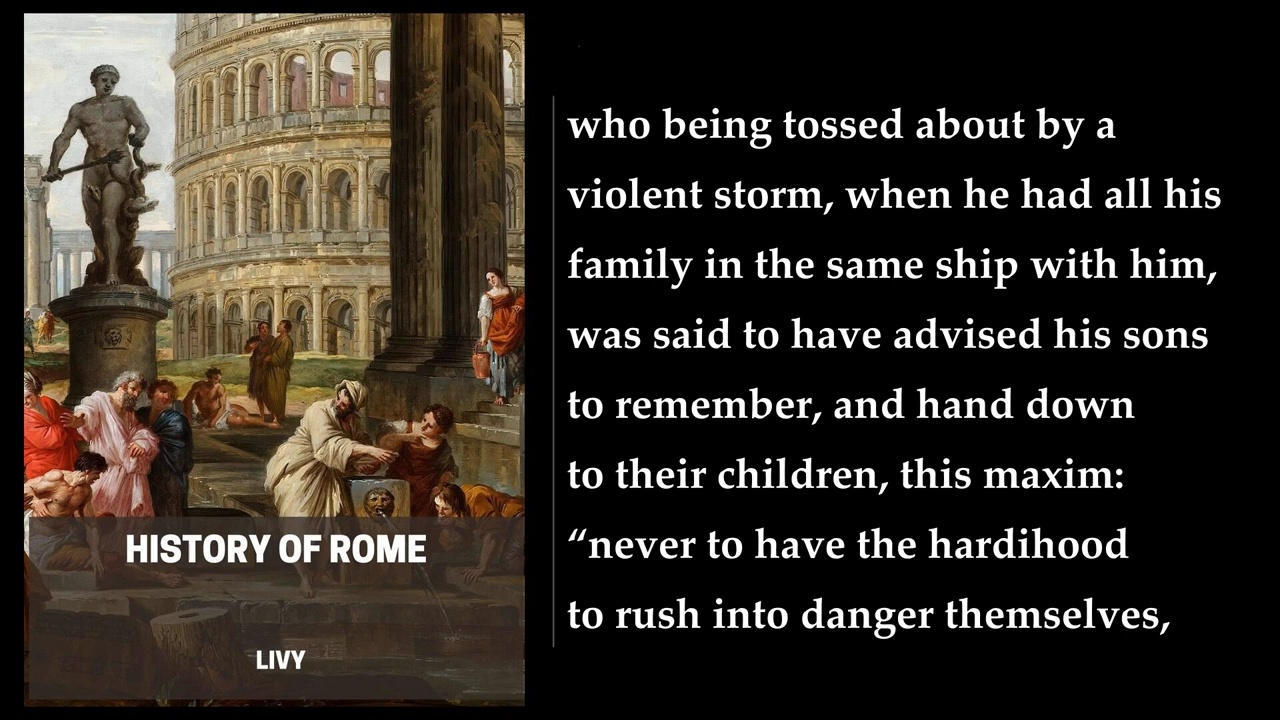 HISTORY OF ROME
LIVY
who being tossed about by a
violent storm, when he had all his
family in the same ship with him,
was said to have advised his sons
to remember, and hand down
to their children, this maxim:
“never to have the hardihood
to rush into danger themselves,